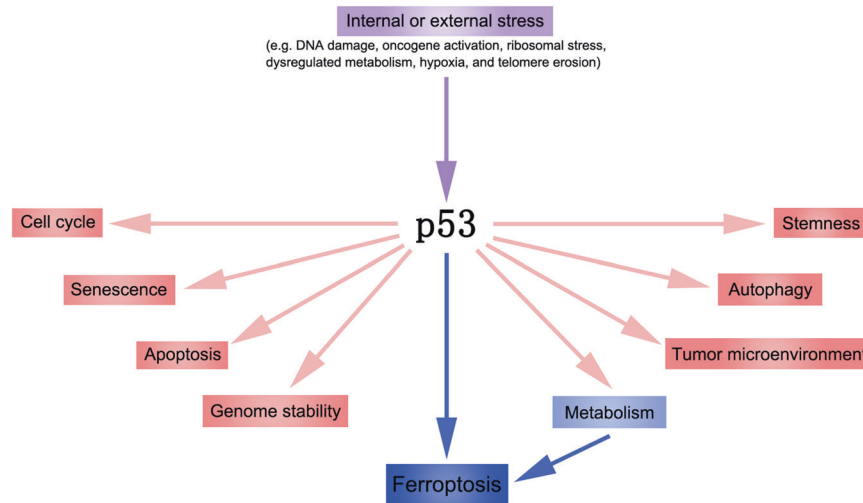 Internal or external stress
(e.g. DNA damage, oncogene activation, ribosomal stress,
dysregulated metabolism, hypoxia, and telomere erosion)
p53
Cell cycle
Stemness
Senescence
Autophagy
Apoptosis
Tumor microenvironment
Genome stability
Metabolism
Ferroptosis